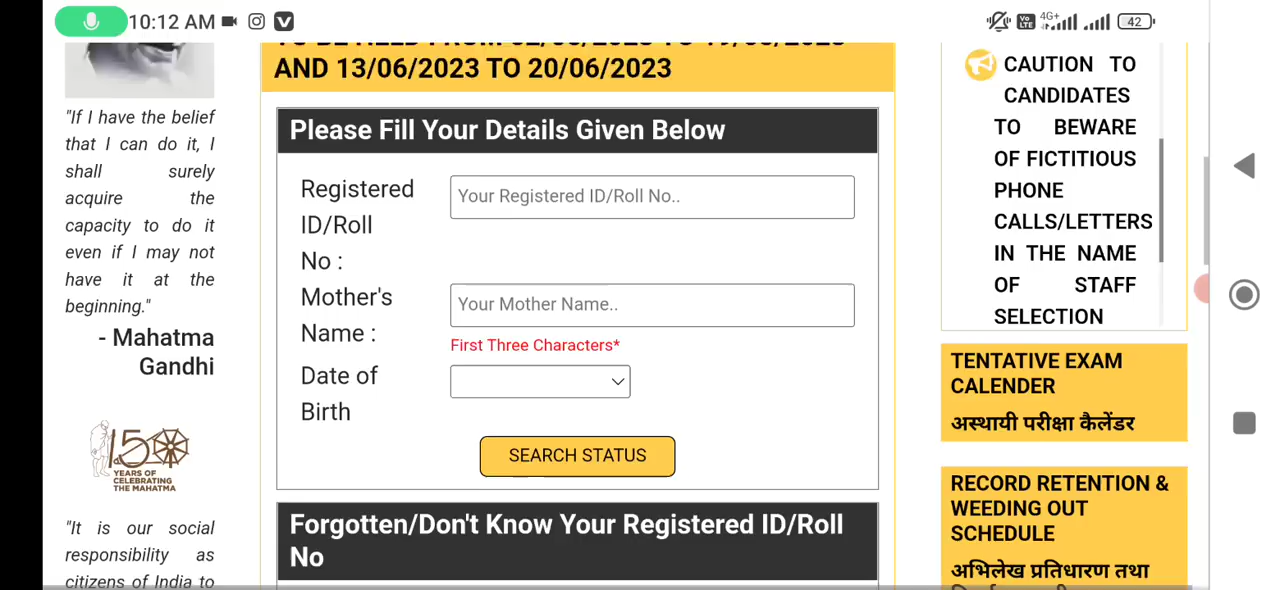 10:12 AM
Vo LTE 4G+ 42
"If I have the belief
that I can do it, I
shall surely
acquire the
capacity to do it
even if I may not
have it at the
beginning."
- Mahatma
Gandhi
150
YEARS OF
CELEBRATING
THE MAHATMA
"It is our social
responsibility as
citizens of India to
AND 13/06/2023 TO 20/06/2023
Please Fill Your Details Given Below
Registered
ID/Roll
No :
Your Registered ID/Roll No..
Mother's
Name :
Your Mother Name..
First Three Characters*
Date of
Birth
SEARCH STATUS
Forgotten/Don't Know Your Registered ID/Roll
No
CAUTION TO
CANDIDATES
TO BEWARE
OF FICTITIOUS
PHONE
CALLS/LETTERS
IN THE NAME
OF STAFF
SELECTION
TENTATIVE EXAM
CALENDER
अस्थायी परीक्षा कैलेंडर
RECORD RETENTION &
WEEDING OUT
SCHEDULE
अभिलेख प्रतिधारण तथा